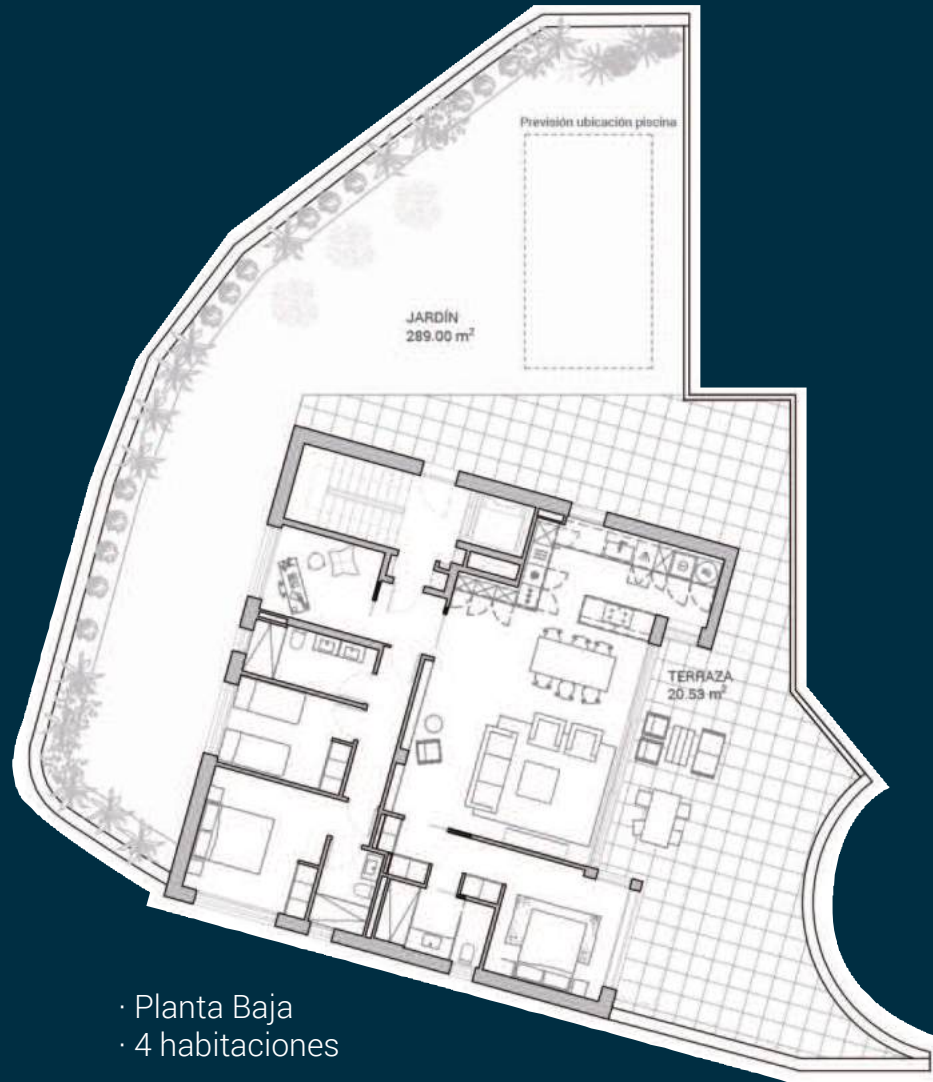 Previsión ubicación piscina
JARDÍN
289.00 m²
TERRAZA
20.53 m²
· Planta Baja
· 4 habitaciones